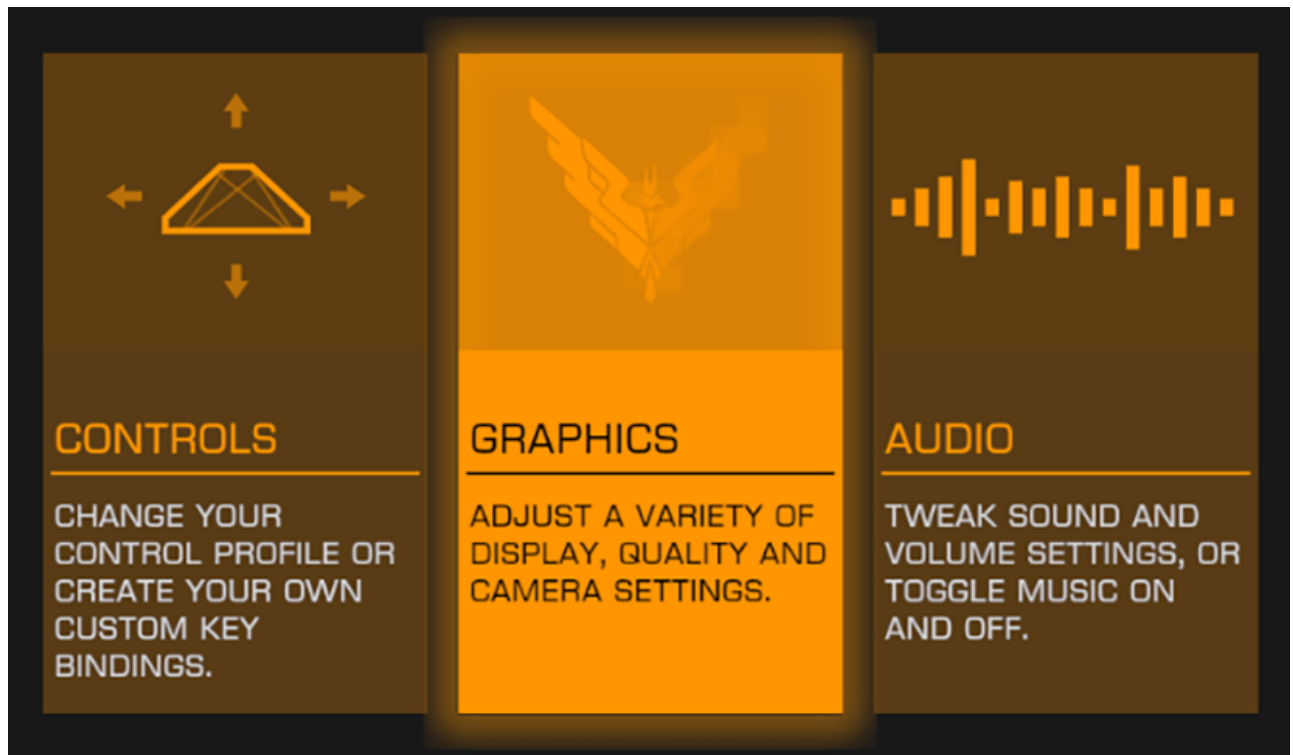 CONTROLS
CHANGE YOUR
CONTROL PROFILE OR
CREATE YOUR OWN
CUSTOM KEY
BINDINGS.
GRAPHICS
ADJUST A VARIETY OF
DISPLAY, QUALITY AND
CAMERA SETTINGS.
AUDIO
TWEAK SOUND AND
VOLUME SETTINGS, OR
TOGGLE MUSIC ON
AND OFF.